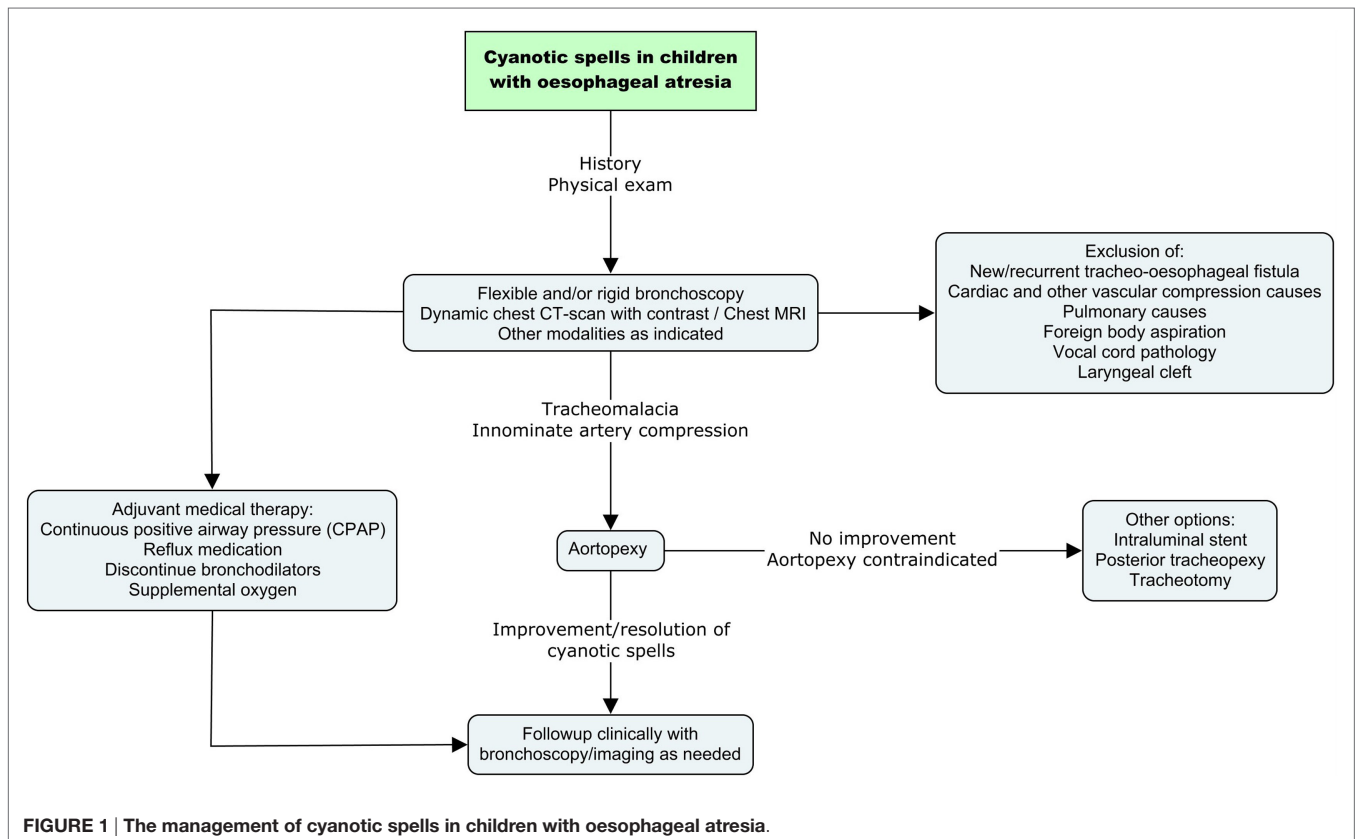 Cyanotic spells in children
with oesophageal atresia
History
Physical exam
Flexible and/or rigid bronchoscopy
Dynamic chest CT-scan with contrast / Chest MRI
Other modalities as indicated
Exclusion of:
New/recurrent tracheo-oesophageal fistula
Cardiac and other vascular compression causes
Pulmonary causes
Foreign body aspiration
Vocal cord pathology
Laryngeal cleft
Tracheomalacia
Innominate artery compression
Adjuvant medical therapy:
Continuous positive airway pressure (CPAP)
Reflux medication
Discontinue bronchodilators
Supplemental oxygen
Aortopexy
No improvement
Aortopexy contraindicated
Other options:
Intraluminal stent
Posterior tracheopexy
Tracheotomy
Improvement/resolution of
cyanotic spells
Followup clinically with
bronchoscopy/imaging as needed
FIGURE 1 | The management of cyanotic spells in children with oesophageal atresia.